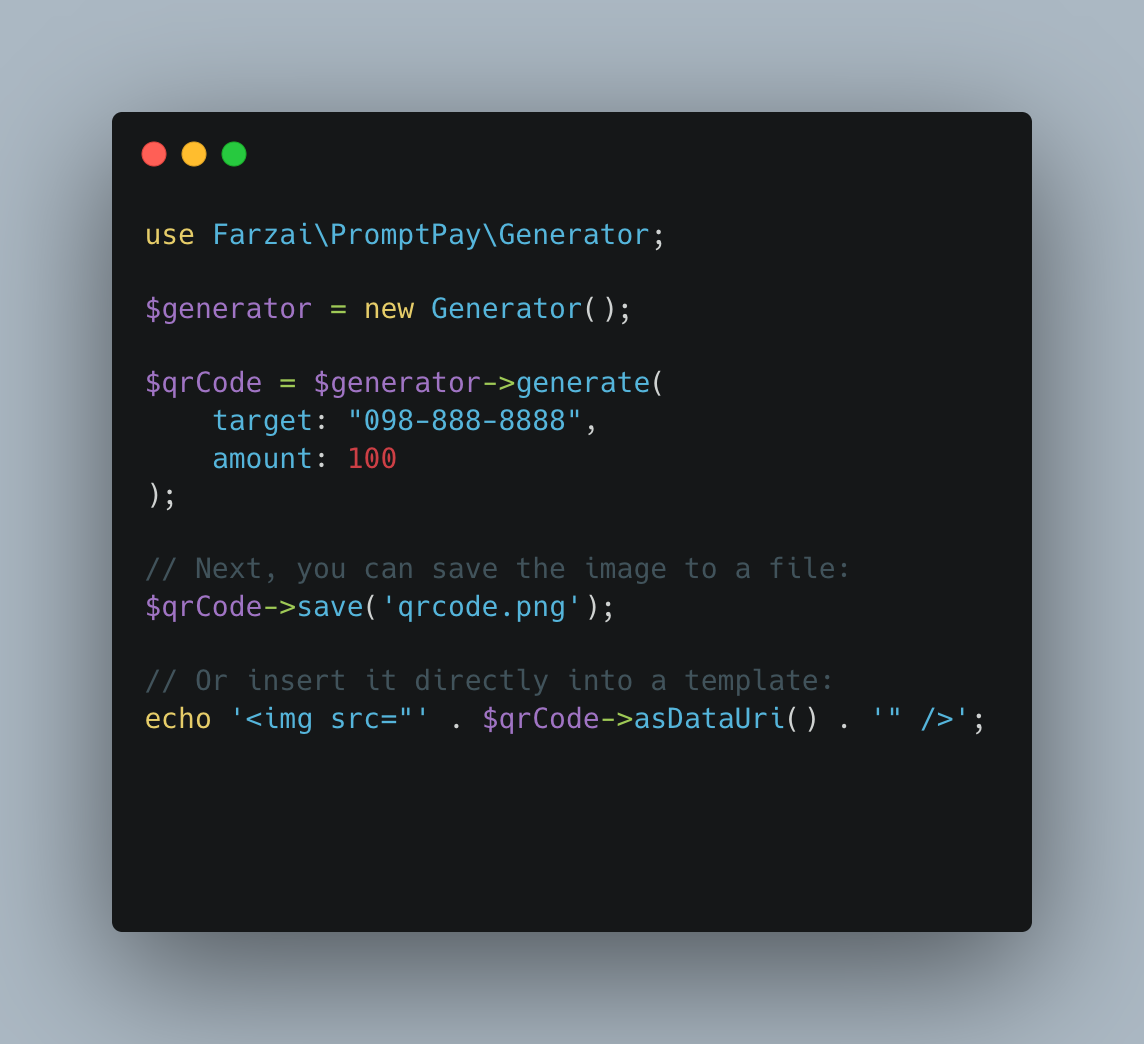 use Farzai\PromptPay\Generator;
$generator = new Generator();
$qrCode = $generator->generate(
    target: "098-888-8888",
    amount: 100
);
// Next, you can save the image to a file:
$qrCode->save('qrcode.png');
// Or insert it directly into a template:
echo '<img src="' . $qrCode->asDataUri() . '" />';